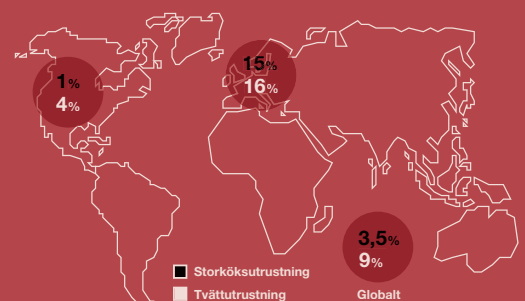 1%
4%
15%
16%
3,5%
9%
Storköksutrustning
Tvättutrustning
Globalt